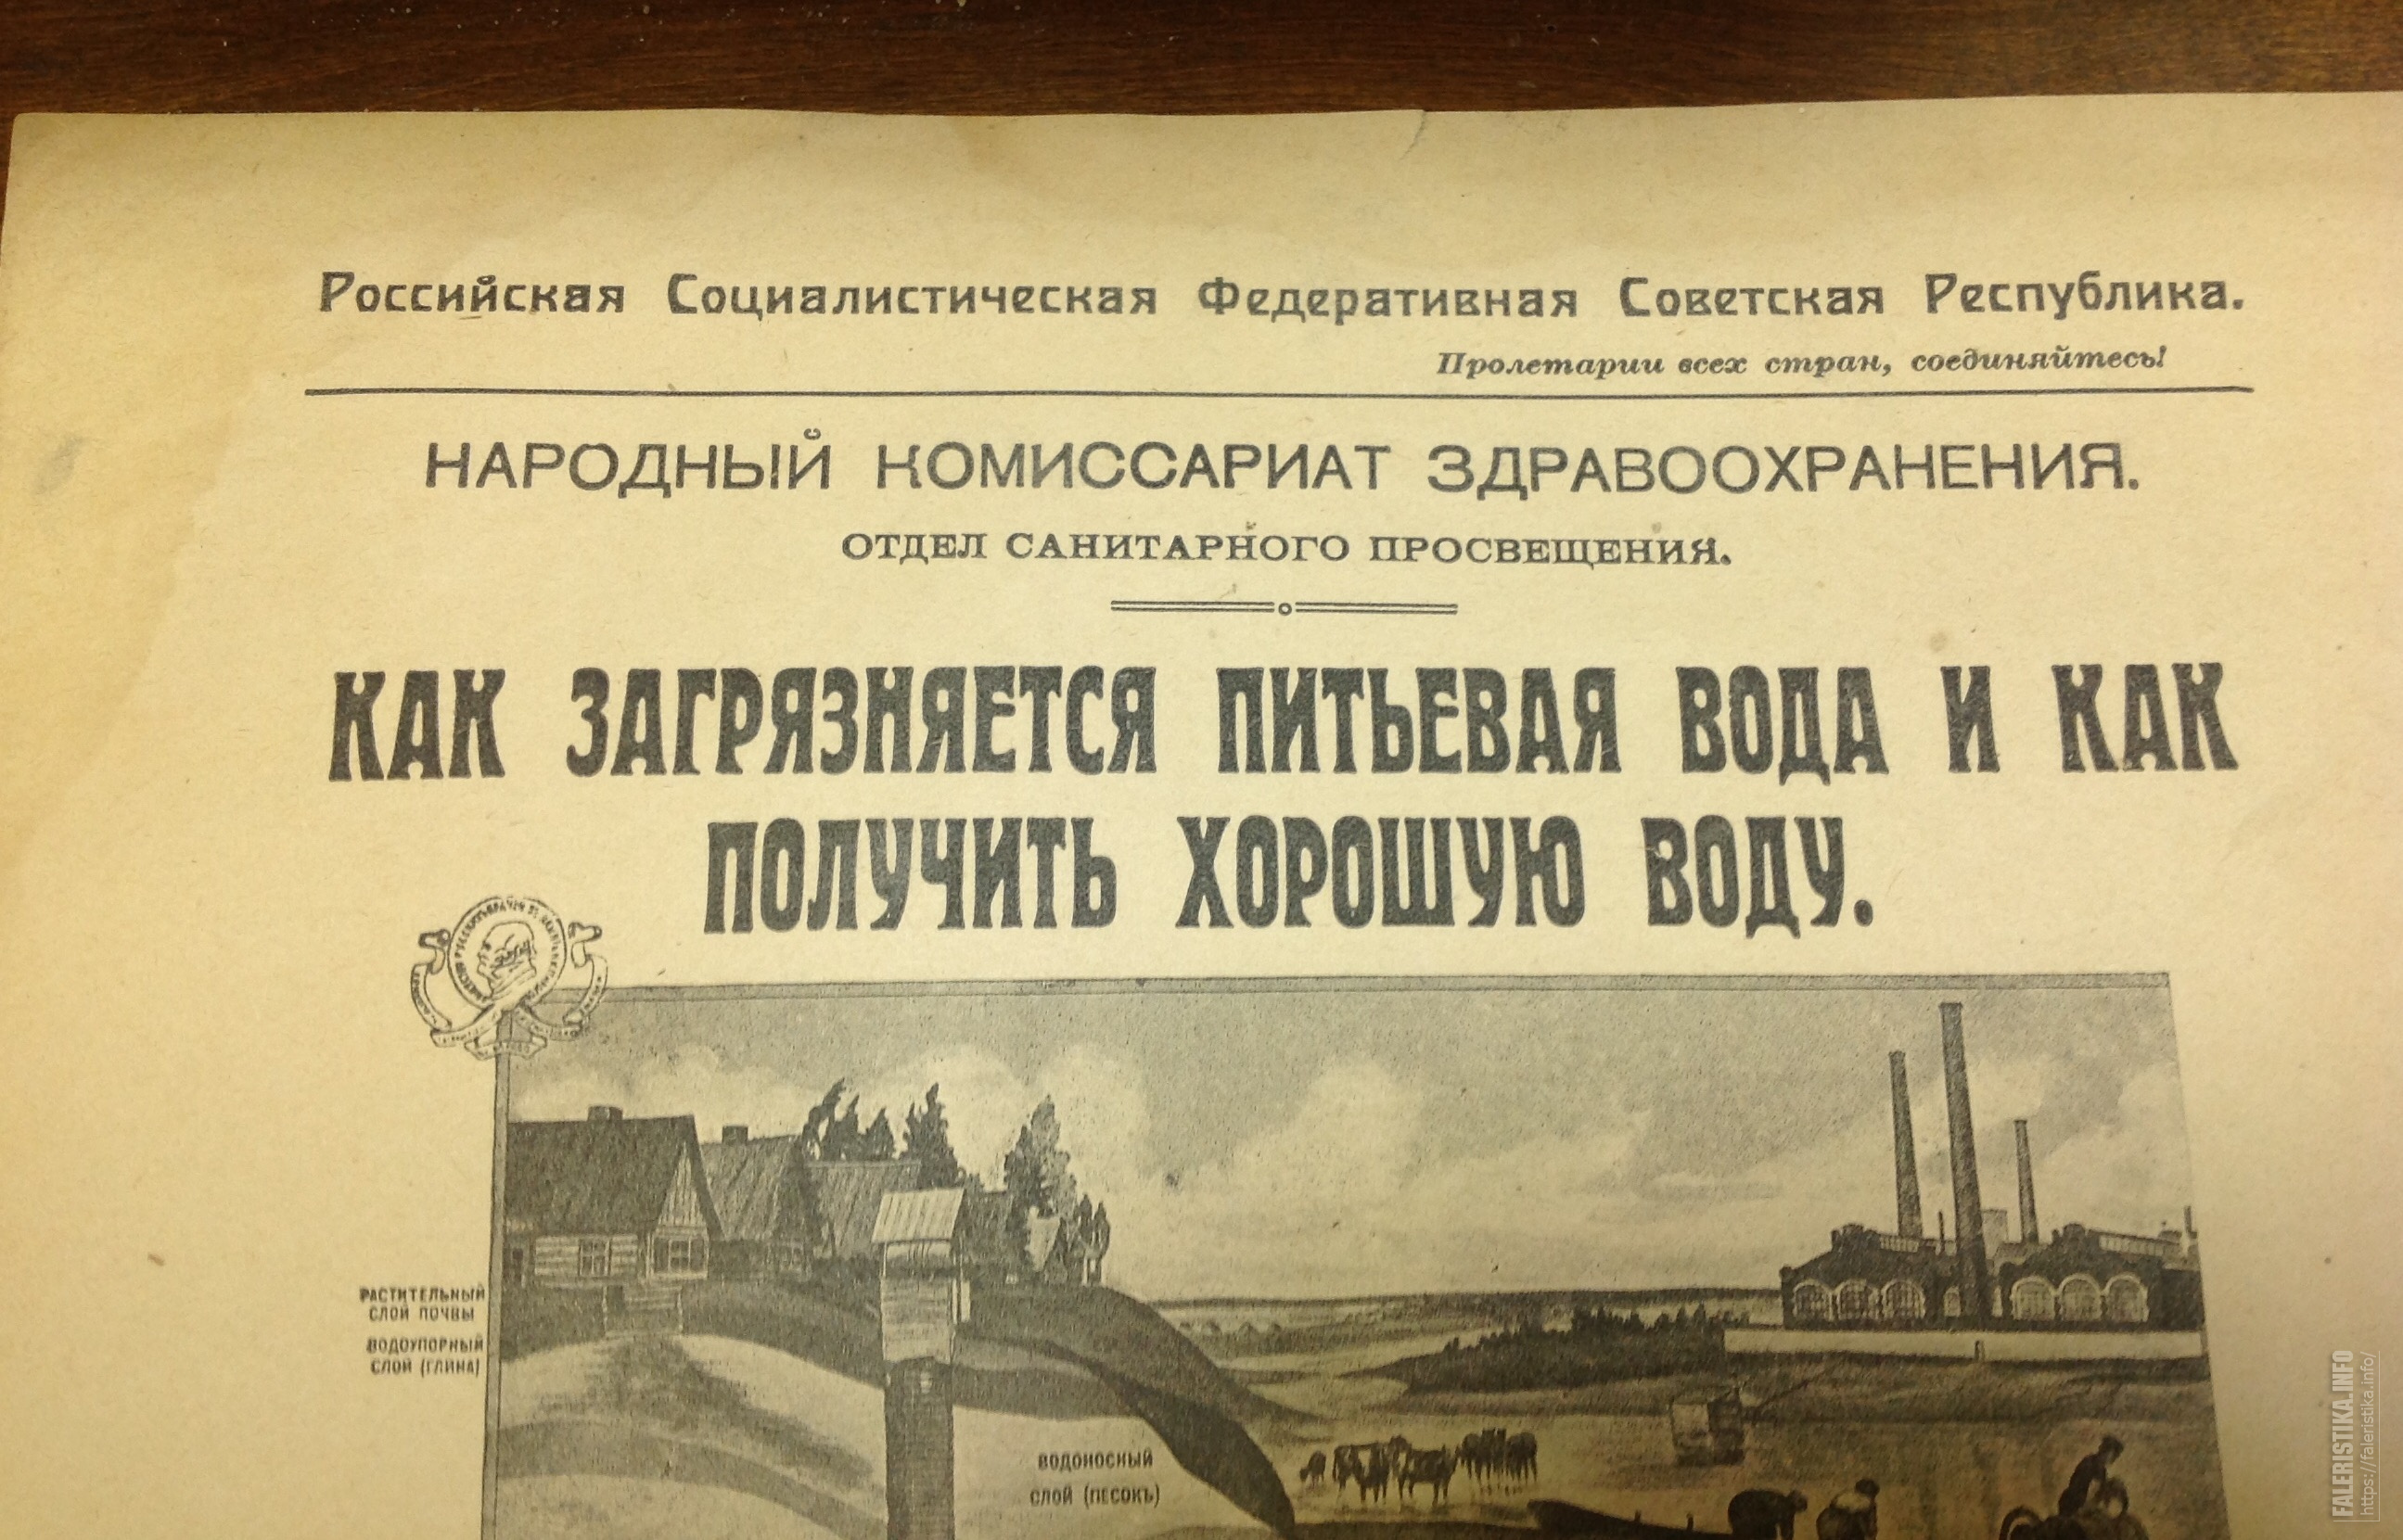 Российская Социалистическая Федеративная Советская Республика.
Пролетарии всех стран, соединяйтесь!
НАРОДНЫЙ КОМИССАРИАТ ЗДРАВООХРАНЕНИЯ.
ОТДЕЛ САНИТАРНОГО ПРОСВЕЩЕНИЯ.
КАК ЗАГРЯЗНЯЕТСЯ ПИТЬЕВАЯ ВОДА И КАК
ПОЛУЧИТЬ ХОРОШУЮ ВОДУ.
РАСТИТЕЛЬНЫЙ
СЛОЙ ПОЧВЫ
ВОДОУПОРНЫЙ
СЛОЙ (ГЛИНА)
ВОДОНОСНЫЙ
СЛОЙ (ПЕСОКЪ)
FALERISTIKA.INFO
https://faleristika.info/